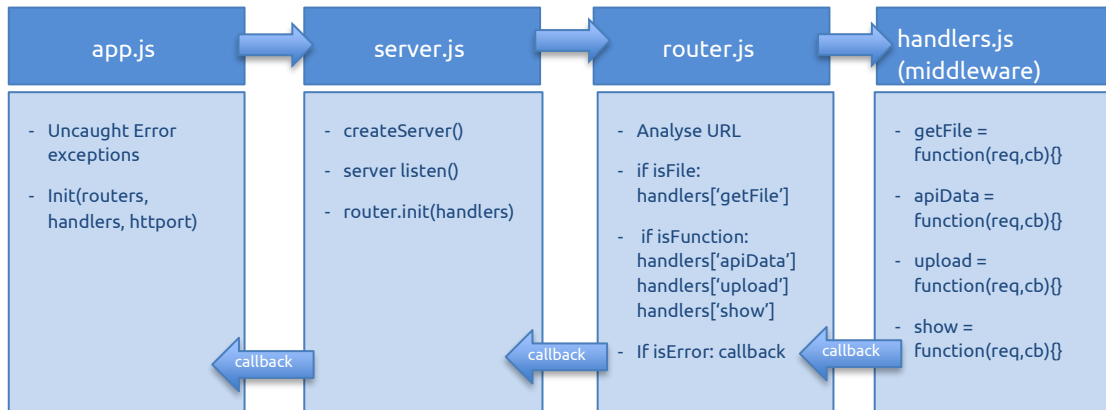 app.js
- Uncaught Error
exceptions
- Init(routers,
handlers, httport)
server.js
- createServer()
- server listen()
- router.init(handlers)
router.js
- Analyse URL
- if isFile:
handlers[‘getFile’]
- if isFunction:
handlers[‘apiData’]
handlers[‘upload’]
handlers[‘show’]
- If isError: callback
handlers.js
(middleware)
- getFile =
function(req,cb){}
- apiData =
function(req,cb){}
- upload =
function(req,cb){}
- show =
function(req,cb){}
callback
callback
callback